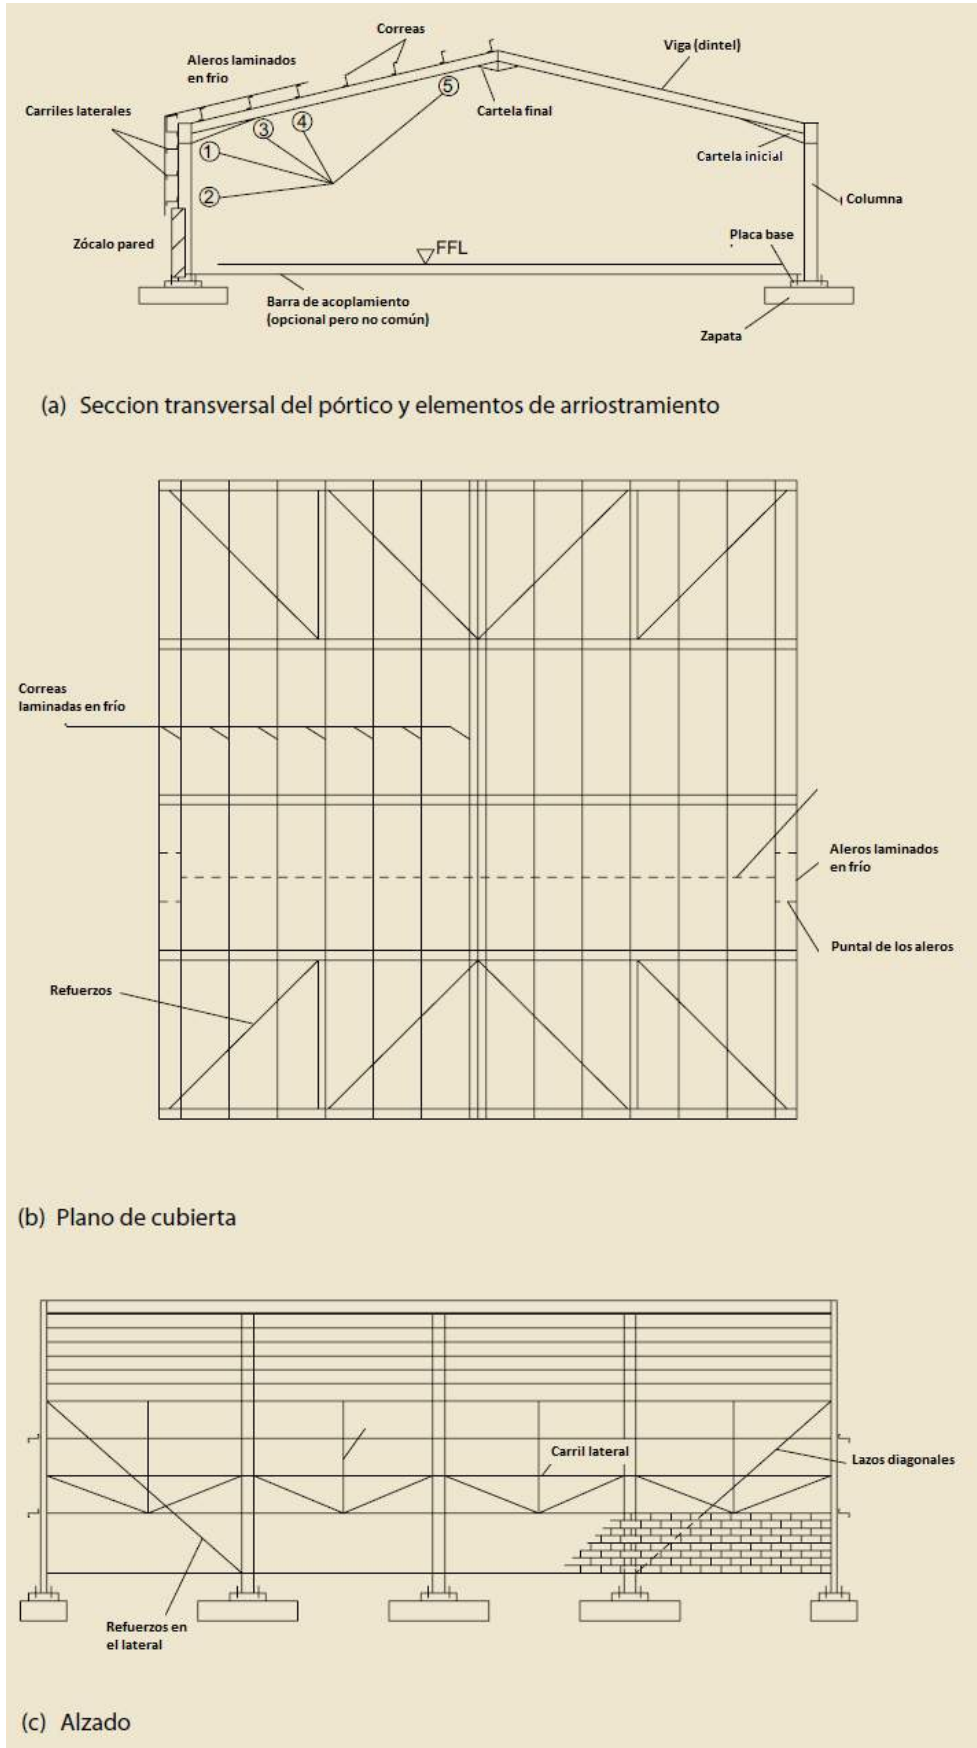 Correas
Viga (dintel)
Aleros laminados
en frio
Carriles laterales
5
Cartela final
3
4
1
Cartela inicial
2
Columna
Zócalo pared
Placa base
FFL
Barra de acoplamiento
(opcional pero no común)
Zapata
(a) Seccion transversal del pórtico y elementos de arriostramiento
Correas
laminadas en frío
Aleros laminados
en frío
Puntal de los aleros
Refuerzos
(b) Plano de cubierta
Carril lateral
Lazos diagonales
Refuerzos en
el lateral
(c) Alzado